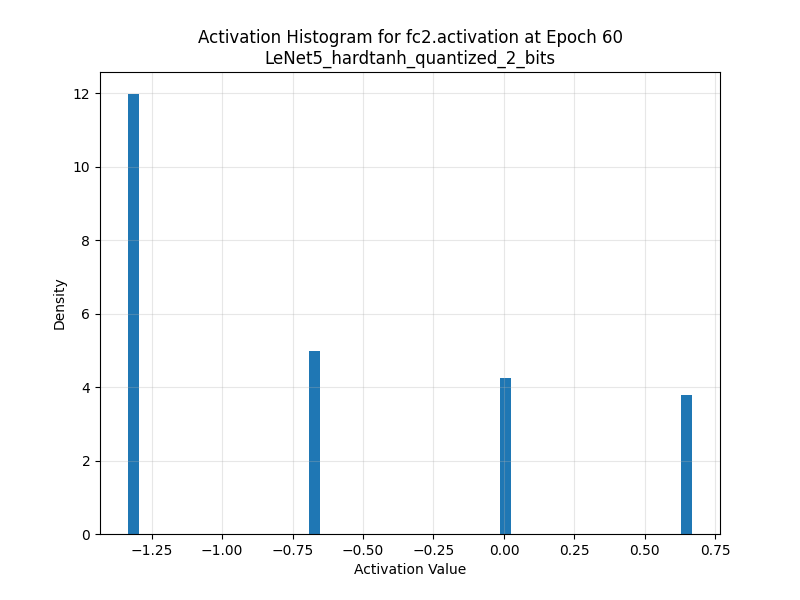 Activation Histogram for fc2.activation at Epoch 60
LeNet5_hardtanh_quantized_2_bits
12
10
8
6
4
2
0
Density
−1.25 −1.00 −0.75 −0.50 −0.25 0.00 0.25 0.50 0.75
Activation Value